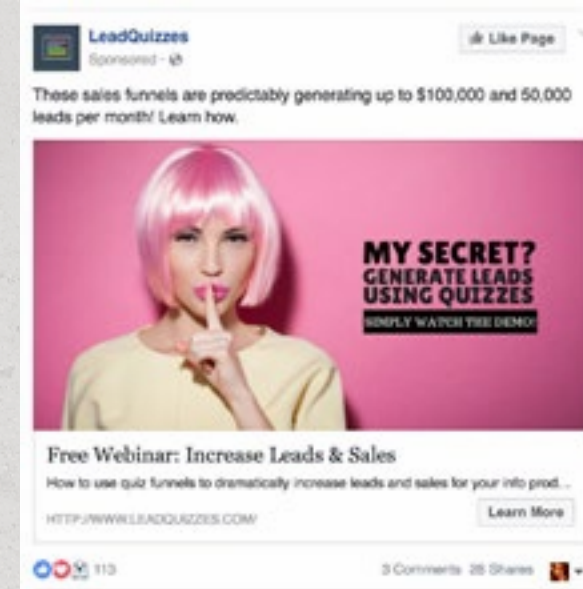 LeadQuizzes
Like Page
Sponsored ·
These sales funnels are predictably generating up to $100,000 and 50,000
leads per month! Learn how.
MY SECRET?
GENERATE LEADS
USING QUIZZES
SIMPLY WATCH THE DEMO!
Free Webinar: Increase Leads & Sales
How to use quiz funnels to dramatically increase leads and sales for your info prod...
HTTP://WWW.LEADQUIZZES.COM/
Learn More
113
3 Comments 28 Shares